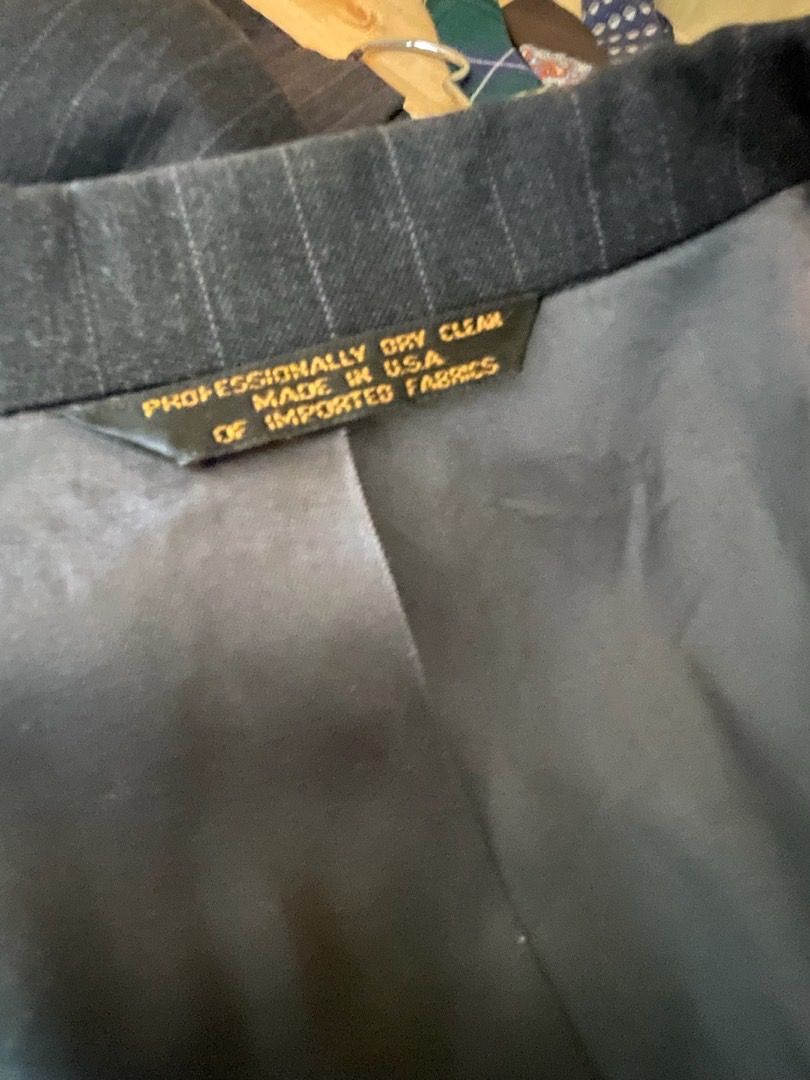 PROFESSIONALLY DRY CLEAN
MADE IN U.S.A.
OF IMPORTED FABRICS